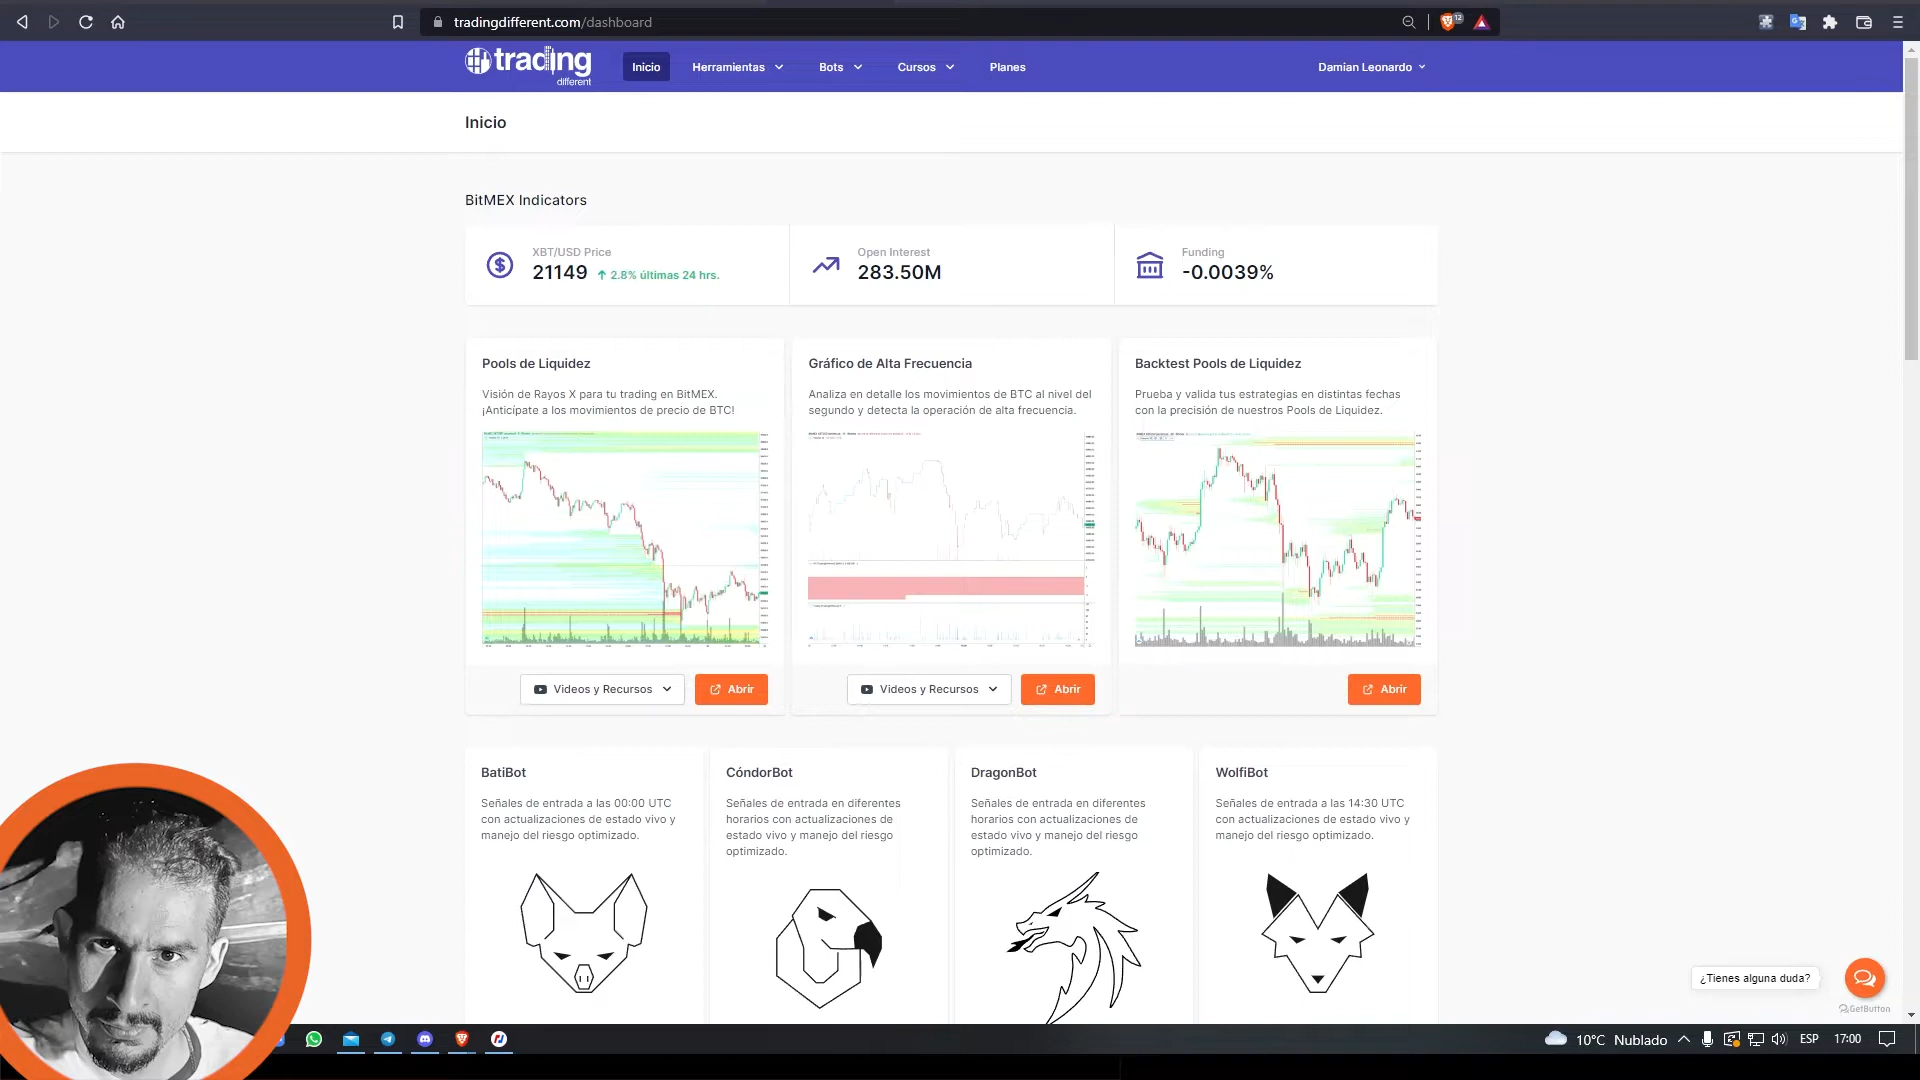 tradingdifferent.com/dashboard
12
trading
different
Inicio
Herramientas
Bots
Cursos
Planes
Damian Leonardo
Inicio
BitMEX Indicators
XBT/USD Price
21149 ↑ 2.8% últimas 24 hrs.
Open Interest
283.50M
Funding
-0.0039%
Pools de Liquidez
Visión de Rayos X para tu trading en BitMEX.
¡Anticípate a los movimientos de precio de BTC!
Videos y Recursos
Abrir
Gráfico de Alta Frecuencia
Analiza en detalle los movimientos de BTC al nivel del
segundo y detecta la operación de alta frecuencia.
Videos y Recursos
Abrir
Backtest Pools de Liquidez
Prueba y valida tus estrategias en distintas fechas
con la precisión de nuestros Pools de Liquidez.
Abrir
BatiBot
Señales de entrada a las 00:00 UTC
con actualizaciones de estado vivo y
manejo del riesgo optimizado.
CóndorBot
Señales de entrada en diferentes
horarios con actualizaciones de
estado vivo y manejo del riesgo
optimizado.
DragonBot
Señales de entrada en diferentes
horarios con actualizaciones de
estado vivo y manejo del riesgo
optimizado.
WolfiBot
Señales de entrada a las 14:30 UTC
con actualizaciones de estado vivo y
manejo del riesgo optimizado.
¿Tienes alguna duda?
GetButton
10°C Nublado
ESP
17:00